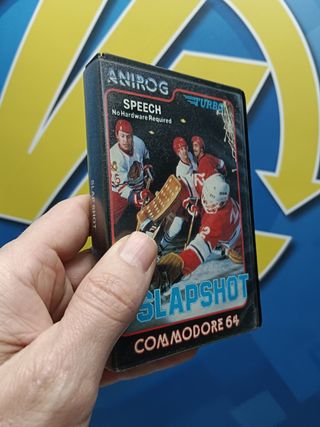 ANIROG
TURBO
SPEECH
No Hardware Required
SLAPSHOT
SLAPSHOT
COMMODORE 64